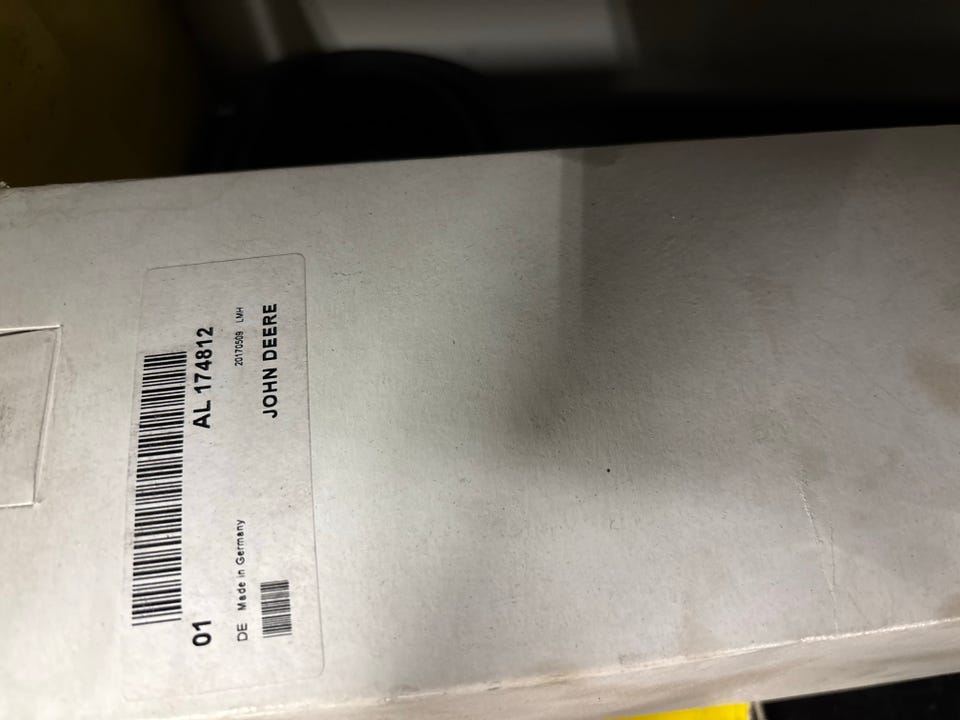 01 AL 174812
DE Made in Germany 20170509 LMH
JOHN DEERE